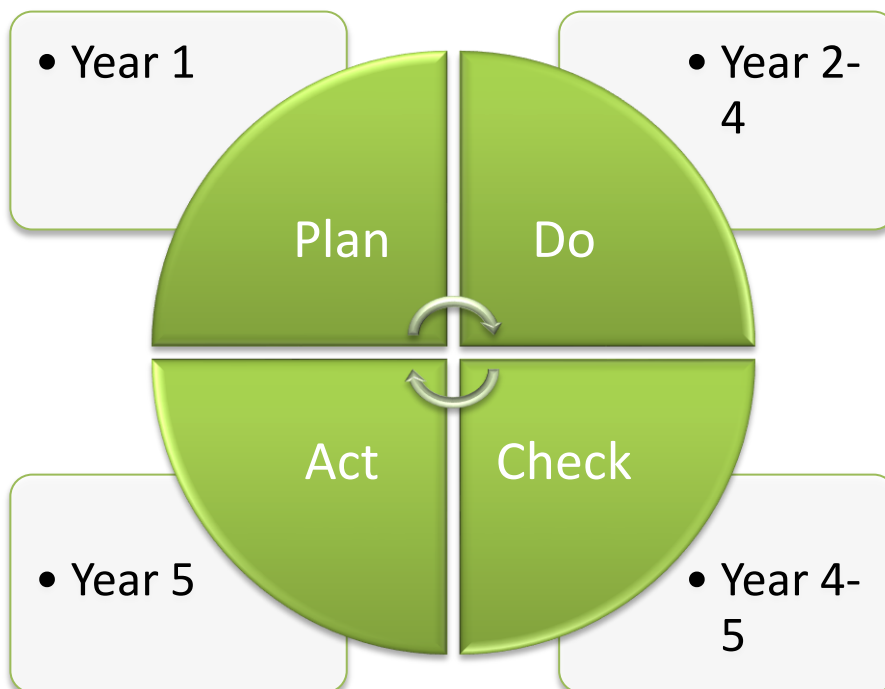 • Year 1
• Year 2-
4
Plan
Do
Act
Check
• Year 5
• Year 4-
5